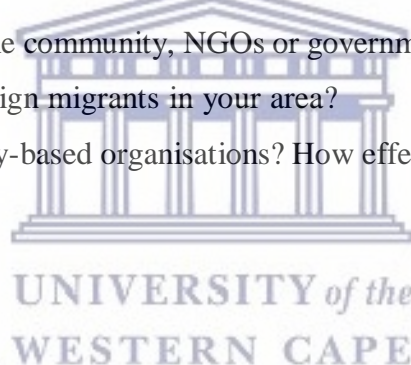 e community, NGOs or governm
ign migrants in your area?
y-based organisations? How effe
UNIVERSITY of the
WESTERN CAPE